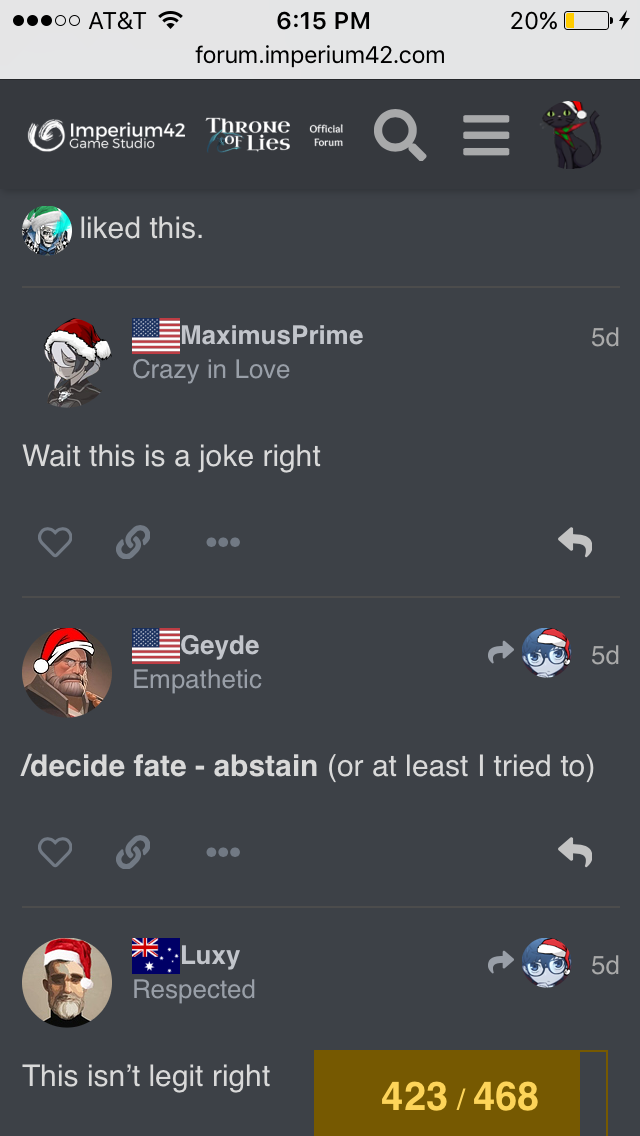 AT&T 6:15 PM 20%
forum.imperium42.com
Imperium42 Game Studio THRONE OF LIES Official Forum
liked this.
MaximusPrime 5d
Crazy in Love
Wait this is a joke right
Geyde 5d
Empathetic
/decide fate - abstain (or at least I tried to)
Luxy 5d
Respected
This isn’t legit right
423 / 468